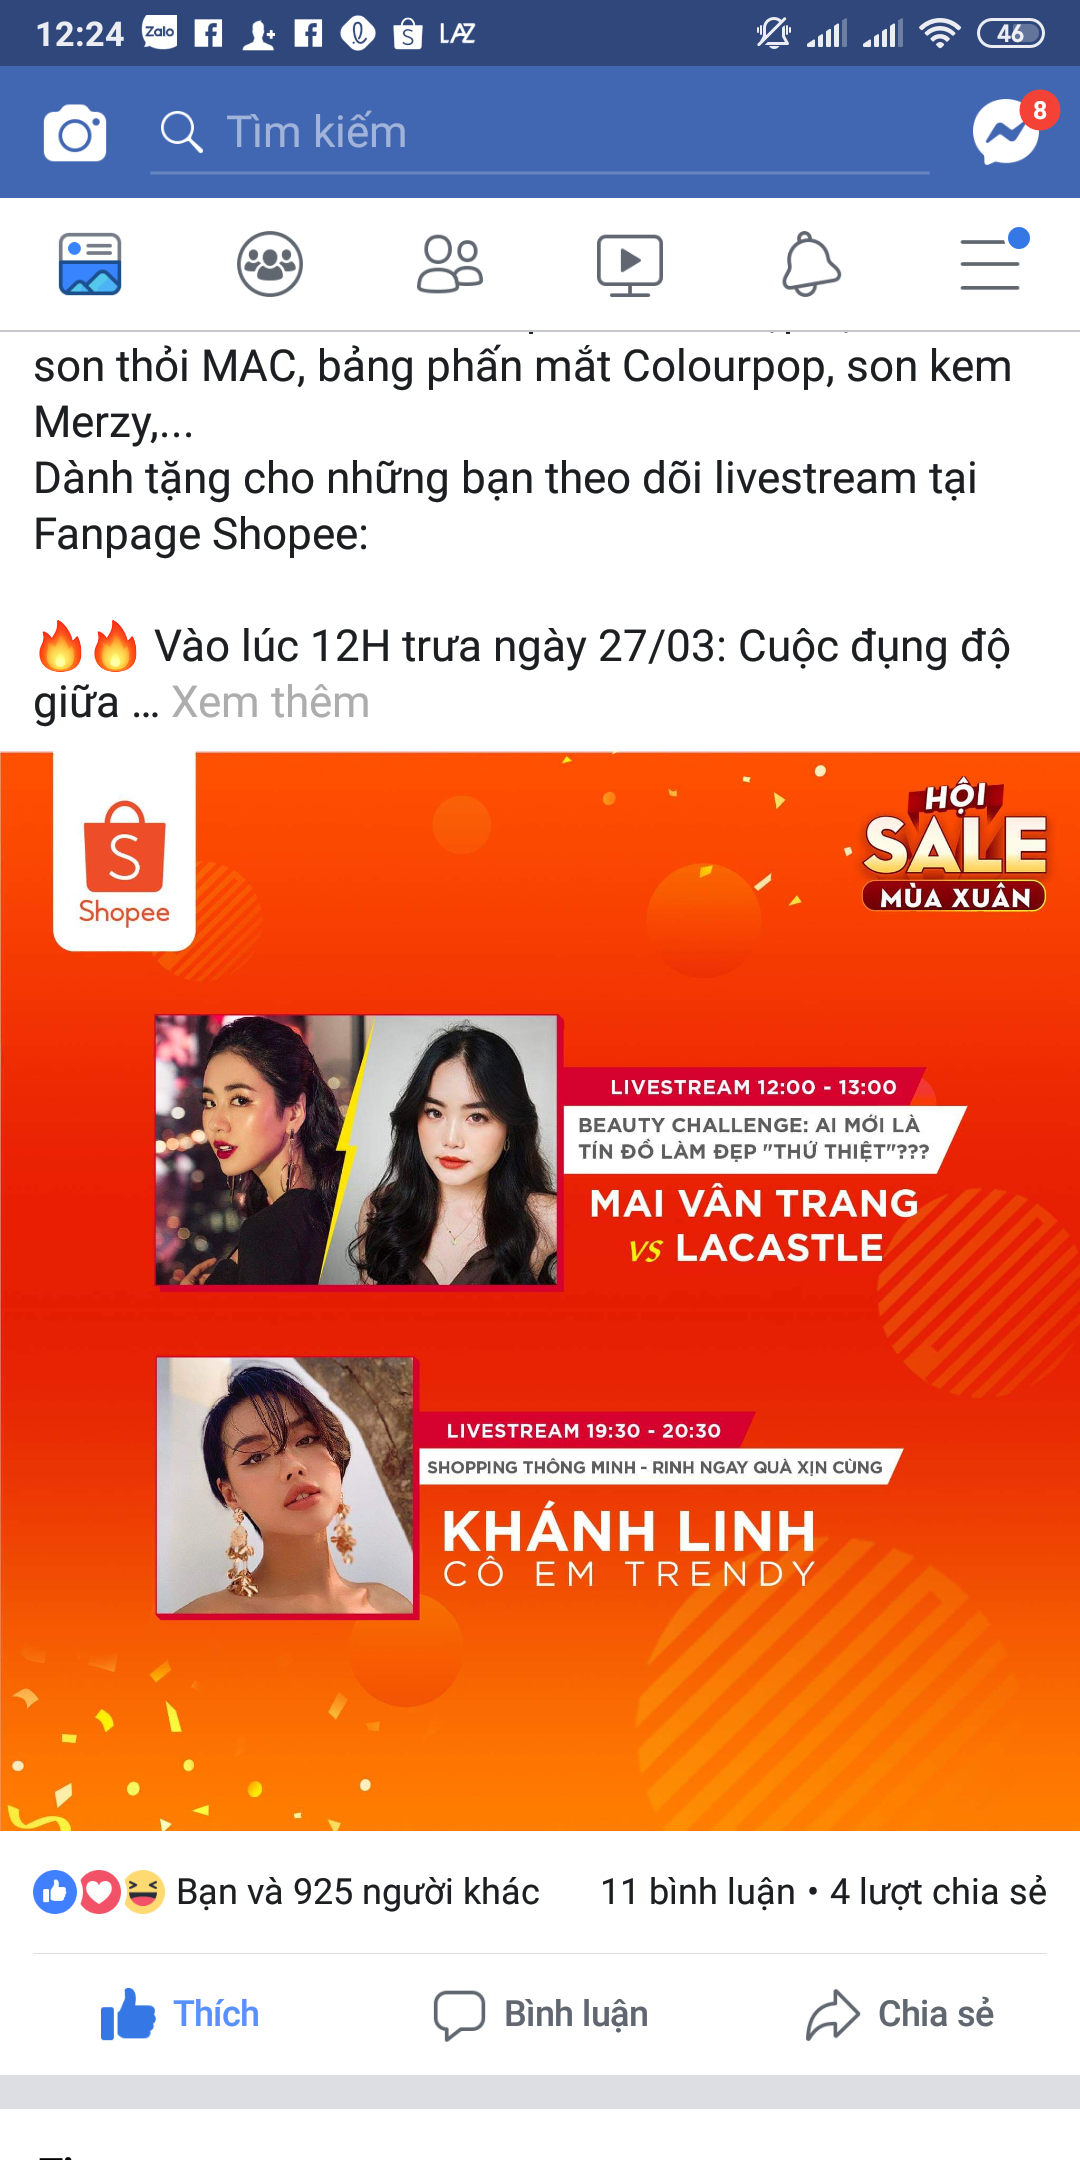 12:24 Zalo LAZ 46
Tìm kiếm 8
son thỏi MAC, bảng phấn mắt Colourpop, son kem
Merzy,...
Dành tặng cho những bạn theo dõi livestream tại
Fanpage Shopee:
🔥🔥 Vào lúc 12H trưa ngày 27/03: Cuộc đụng độ
giữa ... Xem thêm
Shopee
HỘI
SALE
MÙA XUÂN
LIVESTREAM 12:00 - 13:00
BEAUTY CHALLENGE: AI MỚI LÀ
TÍN ĐỒ LÀM ĐẸP "THỨ THIỆT"???
MAI VÂN TRANG
VS LACASTLE
LIVESTREAM 19:30 - 20:30
SHOPPING THÔNG MINH - RINH NGAY QUÀ XỊN CÙNG
KHÁNH LINH
CÔ EM TRENDY
Bạn và 925 người khác 11 bình luận • 4 lượt chia sẻ
Thích Bình luận Chia sẻ